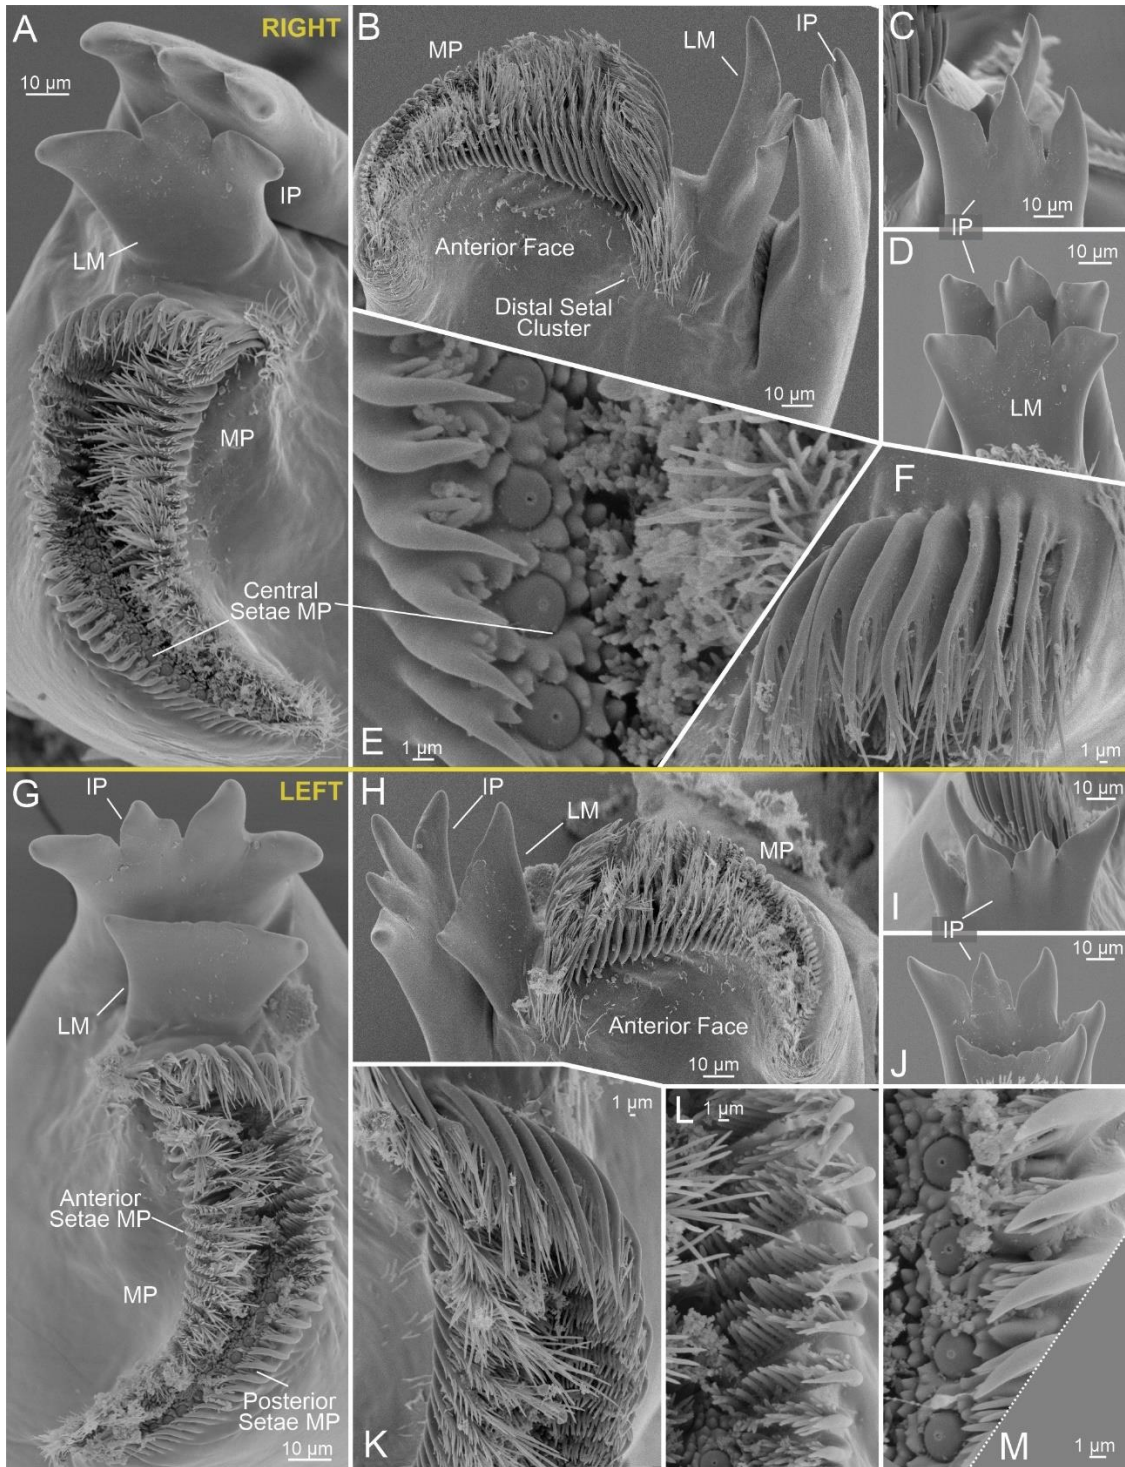 A
RIGHT
10 µm
IP
LM
MP
Central
Setae MP
B
MP
LM
IP
Anterior Face
Distal Setal
Cluster
10 µm
C
10 µm
IP
D
10 µm
LM
E
1 µm
F
1 µm
G
IP
LEFT
LM
Anterior
Setae MP
MP
Posterior
Setae MP
10 µm
H
IP
LM
MP
Anterior Face
10 µm
10 µm
I
IP
10 µm
J
1 µm
K
L
1 µm
M
1 µm